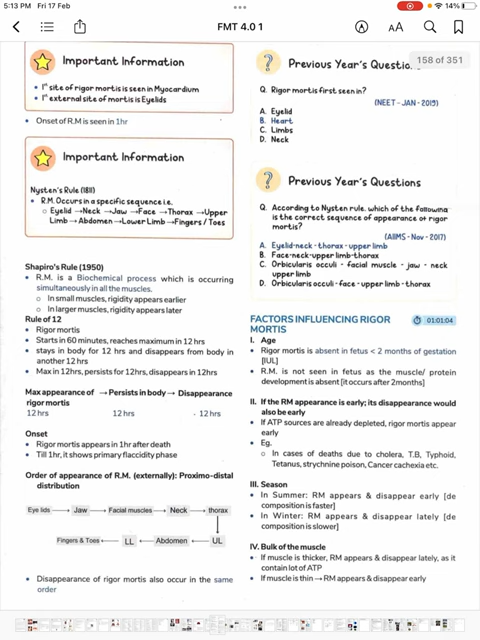 5:13 PM Fri 17 Feb
14%
FMT 4.0 1
158 of 351
Important Information
1st site of rigor mortis is seen in Myocardium
1st external site of mortis is Eyelids
Onset of R.M is seen in 1hr
Important Information
Nysten's Rule (1811)
R.M. Occurs in a specific sequence i.e.
Eyelid → Neck → Jaw → Face → Thorax → Upper
Limb → Abdomen → Lower Limb → Fingers / Toes
Shapiro's Rule (1950)
R.M. is a Biochemical process which is occurring
simultaneously in all the muscles.
In small muscles, rigidity appears earlier
In larger muscles, rigidity appears later
Rule of 12
Rigor mortis
Starts in 60 minutes, reaches maximum in 12 hrs
stays in body for 12 hrs and disappears from body in
another 12 hrs
Max in 12hrs, persists for 12hrs, disappears in 12hrs
Max appearance of → Persists in body → Disappearance
rigor mortis
12 hrs 12 hrs 12 hrs
Onset
Rigor mortis appears in 1hr after death
Till 1hr, it shows primary flaccidity phase
Order of appearance of R.M. (externally): Proximo-distal
distribution
Eye lids → Jaw → Facial muscles → Neck → thorax
Fingers & Toes ← LL ← Abdomen ← UL
Disappearance of rigor mortis also occur in the same
order
Previous Year's Questio
Q. Rigor mortis first seen in?
(NEET - JAN - 2019)
A. Eyelid
B. Heart
C. Limbs
D. Neck
Previous Year's Questions
Q. According to Nysten rule, which of the following
is the correct sequence of appearance of rigor
mortis?
(AIIMS - Nov - 2017)
A. Eyelid-neck - thorax - upper limb
B. Face-neck-upper limb-thorax
C. Orbicularis occuli - facial muscle - jaw - neck
upper limb
D. Orbicularis occuli - face - upper limb - thorax
FACTORS INFLUENCING RIGOR
MORTIS
01:01:04
I. Age
Rigor mortis is absent in fetus < 2 months of gestation
[IUL]
R.M. is not seen in fetus as the muscle/ protein
development is absent [it occurs after 2months]
II. If the RM appearance is early; its disappearance would
also be early
If ATP sources are already depleted, rigor mortis appear
early
Eg.
In cases of deaths due to cholera, T.B, Typhoid,
Tetanus, strychnine poison, Cancer cachexia etc.
III. Season
In Summer: RM appears & disappear early [de
composition is faster]
In Winter: RM appears & disappear lately [de
composition is slower]
IV. Bulk of the muscle
If muscle is thicker, RM appears & disappear lately, as it
contain lot of ATP
If muscle is thin → RM appears & disappear early